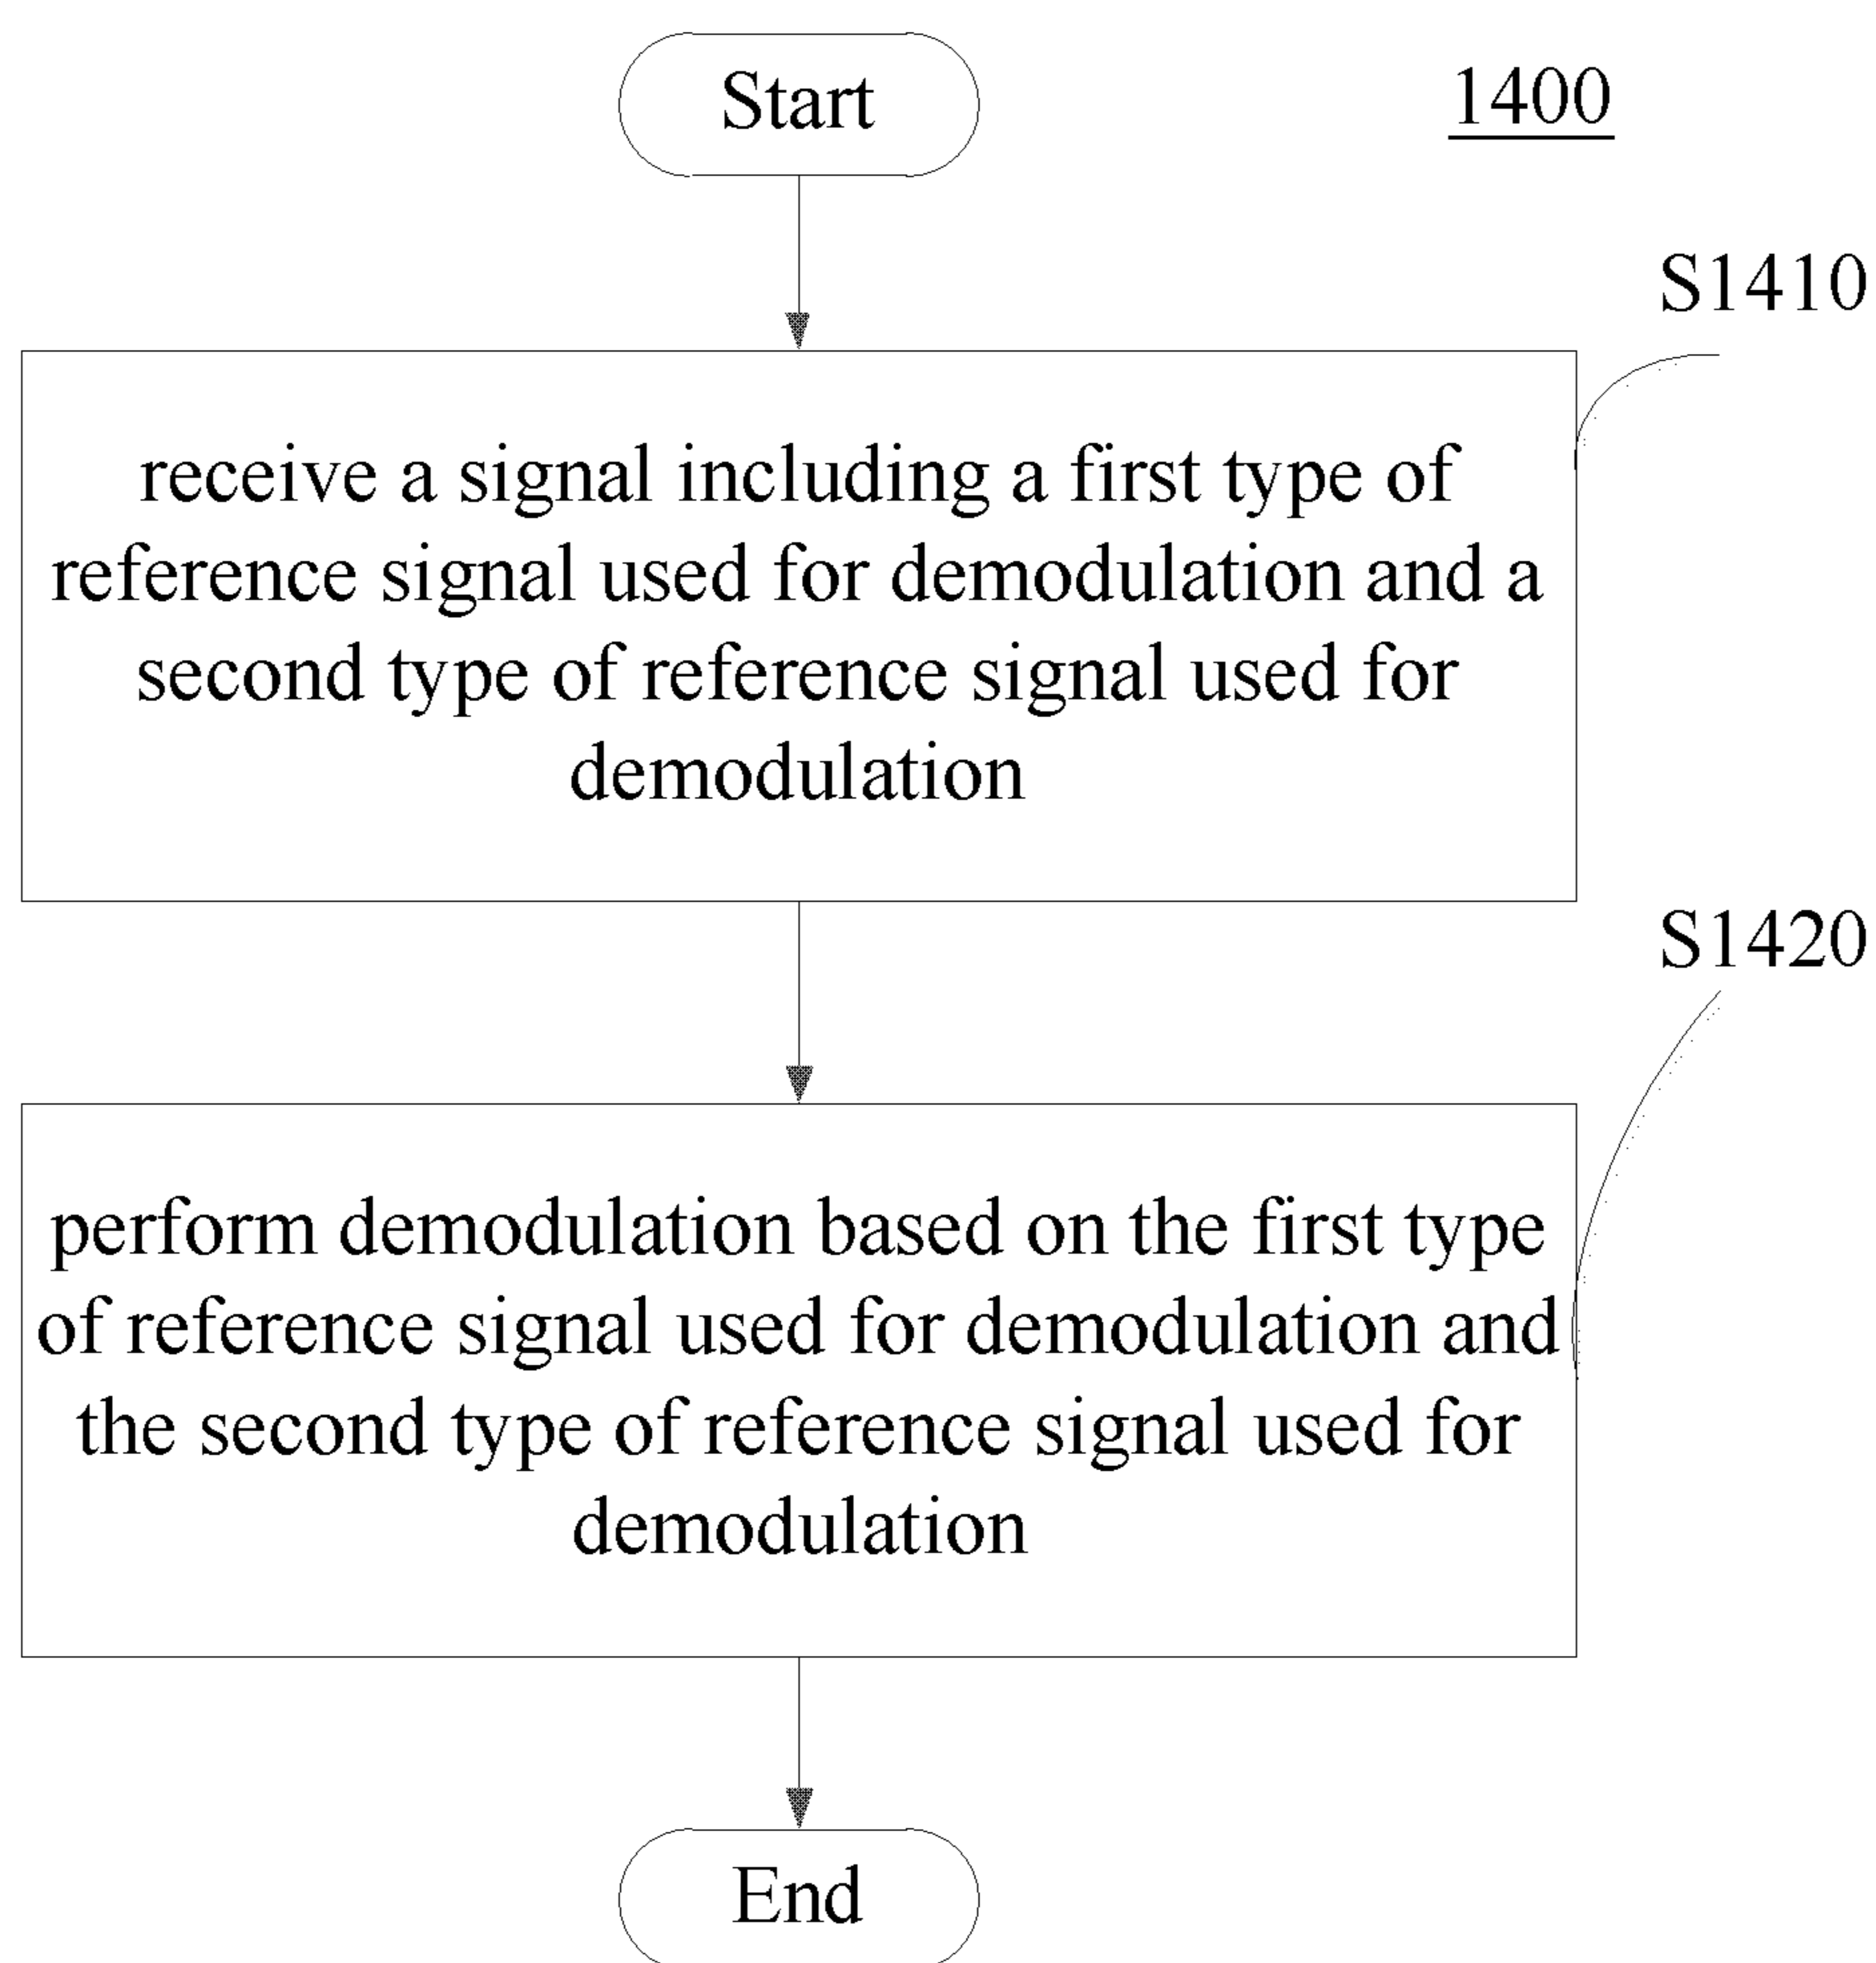 Start
1400
S1410
receive a signal including a first type of
reference signal used for demodulation and a
second type of reference signal used for
demodulation
S1420
perform demodulation based on the first type
of reference signal used for demodulation and
the second type of reference signal used for
demodulation
End